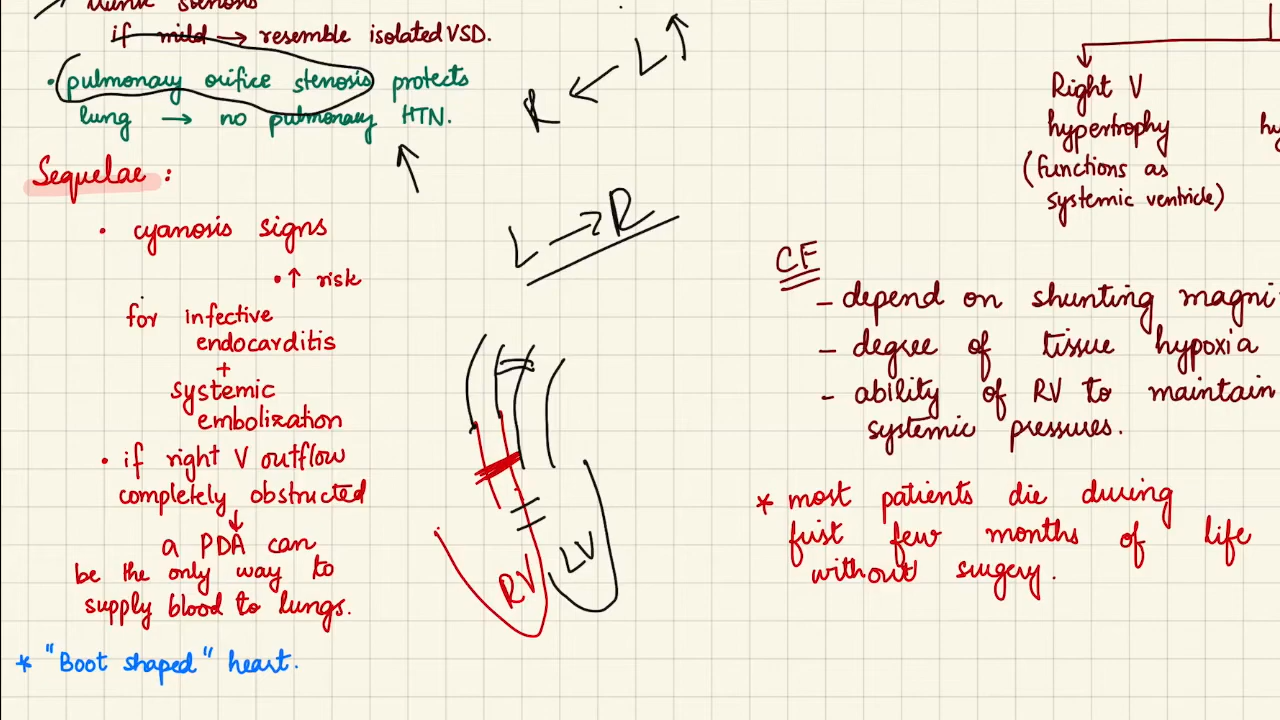 stenosis
if mild → resemble isolated VSD.
• pulmonary orifice stenosis protects
lung → no pulmonary HTN.
Sequelae :
• cyanosis signs
• ↑ risk
for infective
endocarditis
+
systemic
embolization
• if right V outflow
completely obstructed
↓
a PDA can
be the only way to
supply blood to lungs.
* "Boot shaped" heart.
R ← L ↑
L → R
RV
LV
Right V
hypertrophy
(functions as
systemic ventricle)
hy
CF
– depend on shunting magni
– degree of tissue hypoxia
– ability of RV to maintain
systemic pressures.
* most patients die during
first few months of life
without surgery.